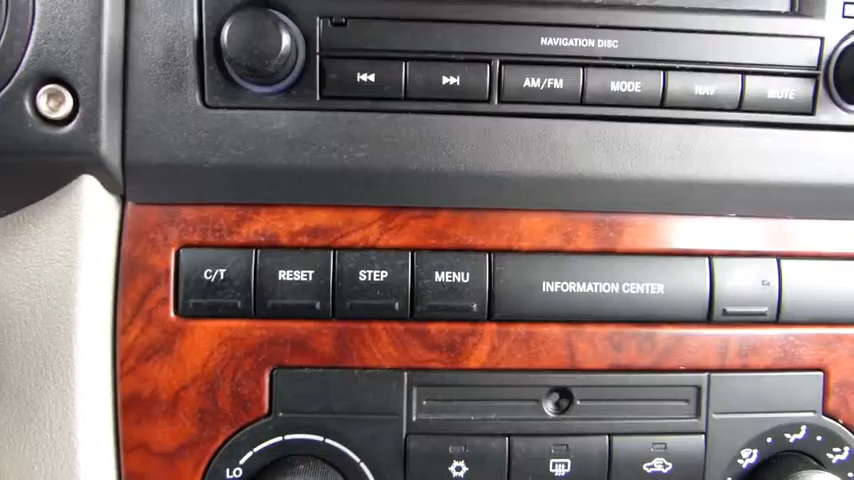 NAVIGATION DISC
AM/FM MODE NAV MUTE
C/T RESET STEP MENU INFORMATION CENTER
LO